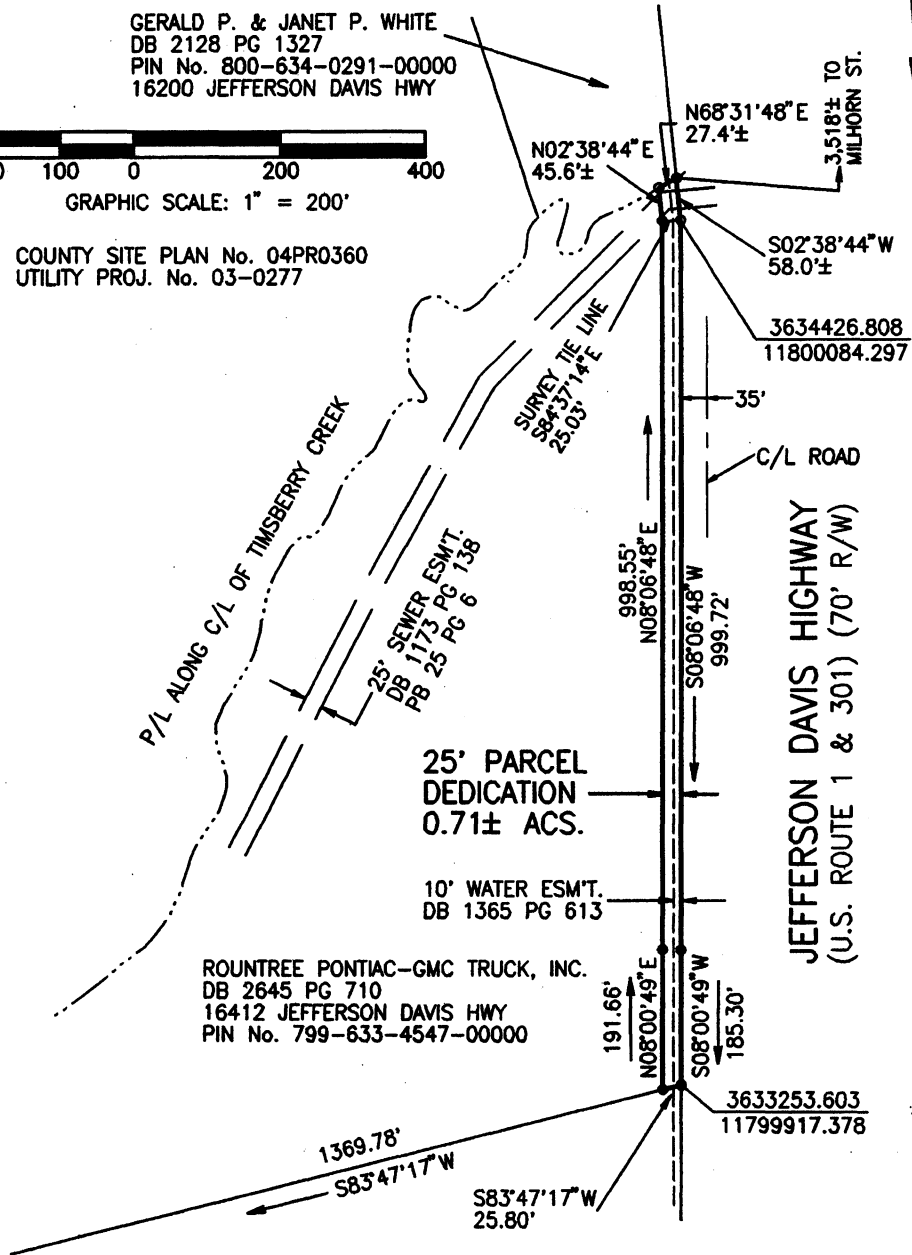 GERALD P. & JANET P. WHITE
DB 2128 PG 1327
PIN No. 800-634-0291-00000
16200 JEFFERSON DAVIS HWY
100 0 200 400
GRAPHIC SCALE: 1" = 200'
COUNTY SITE PLAN No. 04PR0360
UTILITY PROJ. No. 03-0277
N68°31'48"E
27.4'±
3,518'± TO
MILHORN ST.
N02°38'44"E
45.6'±
S02°38'44"W
58.0'±
3634426.808
11800084.297
SURVEY TIE LINE
S84°37'14"E
25.03'
35'
C/L ROAD
P/L ALONG C/L OF TIMSBERRY CREEK
25' SEWER ESM'T.
DB 1173 PG 138
PB 25 PG 6
998.55'
N08°06'48"E
S08°06'48"W
999.72'
JEFFERSON DAVIS HIGHWAY
(U.S. ROUTE 1 & 301) (70' R/W)
25' PARCEL
DEDICATION
0.71± ACS.
10' WATER ESM'T.
DB 1365 PG 613
ROUNTREE PONTIAC-GMC TRUCK, INC.
DB 2645 PG 710
16412 JEFFERSON DAVIS HWY
PIN No. 799-633-4547-00000
191.66'
N08°00'49"E
S08°00'49"W
185.30'
3633253.603
11799917.378
1369.78'
S83°47'17"W
S83°47'17"W
25.80'